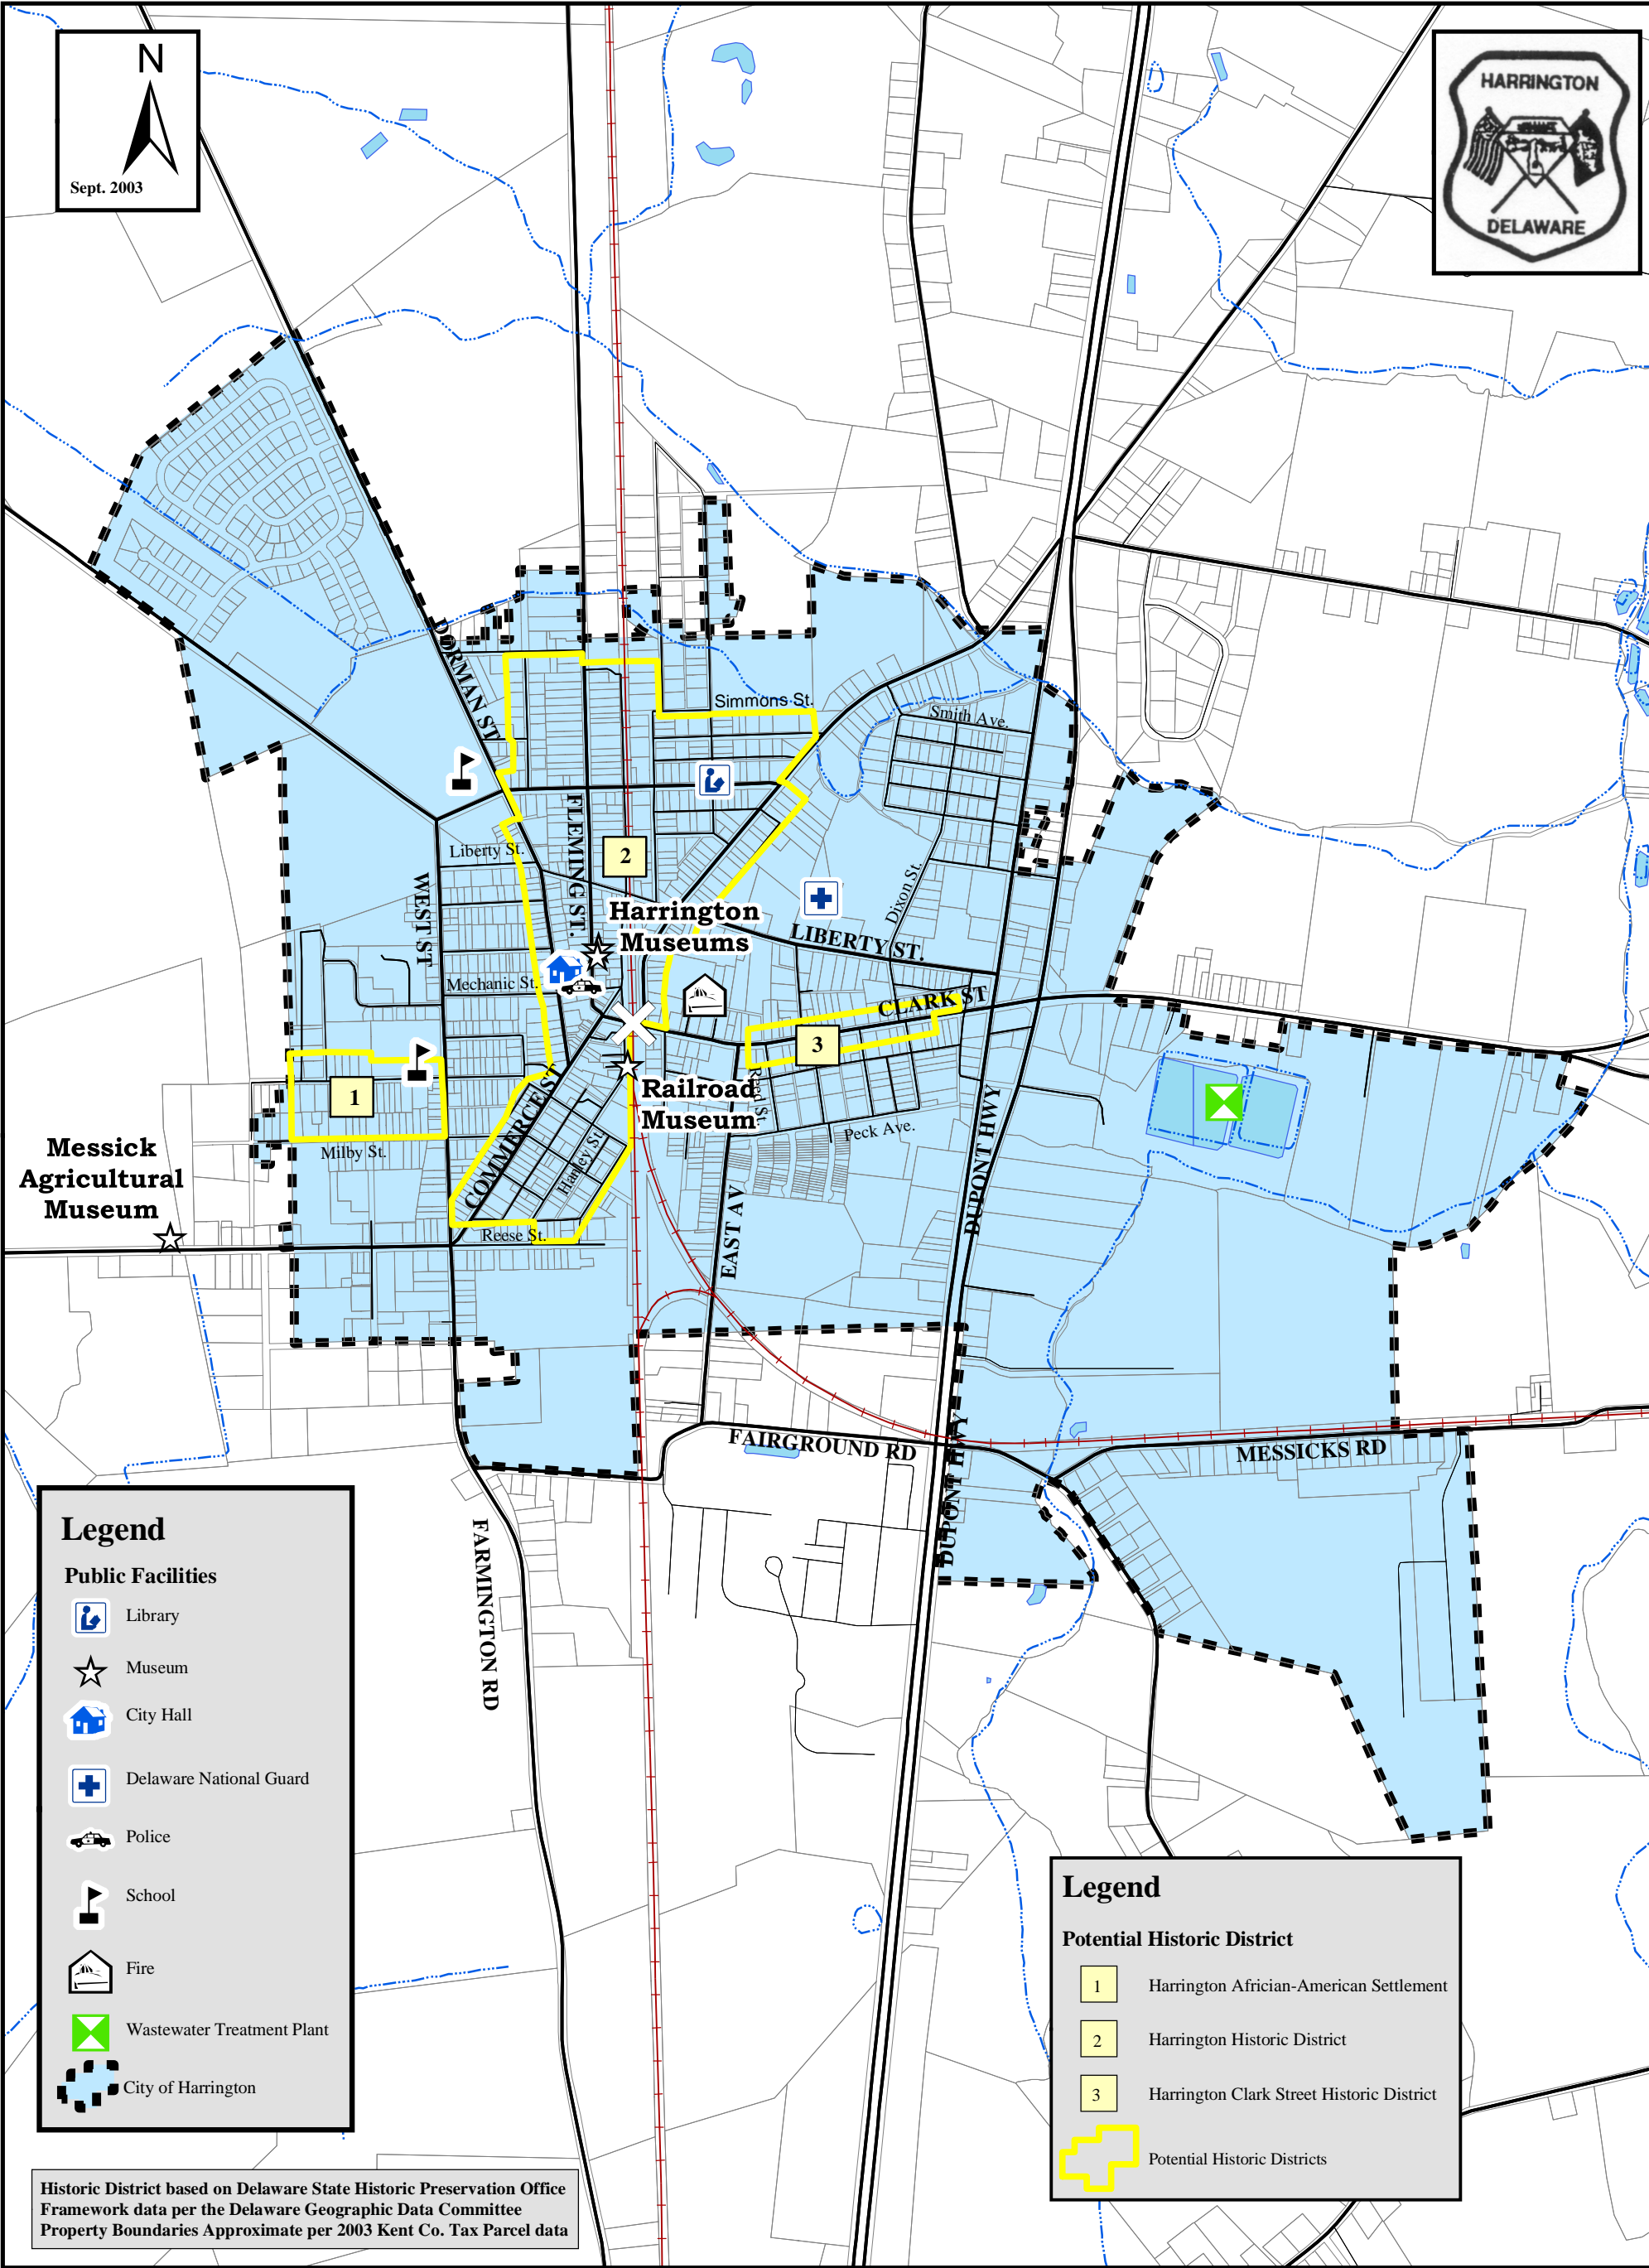 N
Sept. 2003
HARRINGTON
DELAWARE
DORMAN ST
Simmons St.
Smith Ave.
FLEMING ST.
Liberty St.
2
WEST ST
Dixon St.
Harrington
Museums
LIBERTY ST.
Mechanic St.
CLARK ST
3
COMMERCE ST
Railroad
Museum
Reed St.
1
Peck Ave.
Milby St.
Hanley St
Messick
Agricultural
Museum
DUPONT HWY
EAST AV
Reese St.
FAIRGROUND RD
DUPONT HWY
MESSICKS RD
FARMINGTON RD
Legend
Public Facilities
Library
Museum
City Hall
Delaware National Guard
Police
School
Fire
Wastewater Treatment Plant
City of Harrington
Legend
Potential Historic District
1 Harrington Africian-American Settlement
2 Harrington Historic District
3 Harrington Clark Street Historic District
Potential Historic Districts
Historic District based on Delaware State Historic Preservation Office
Framework data per the Delaware Geographic Data Committee
Property Boundaries Approximate per 2003 Kent Co. Tax Parcel data